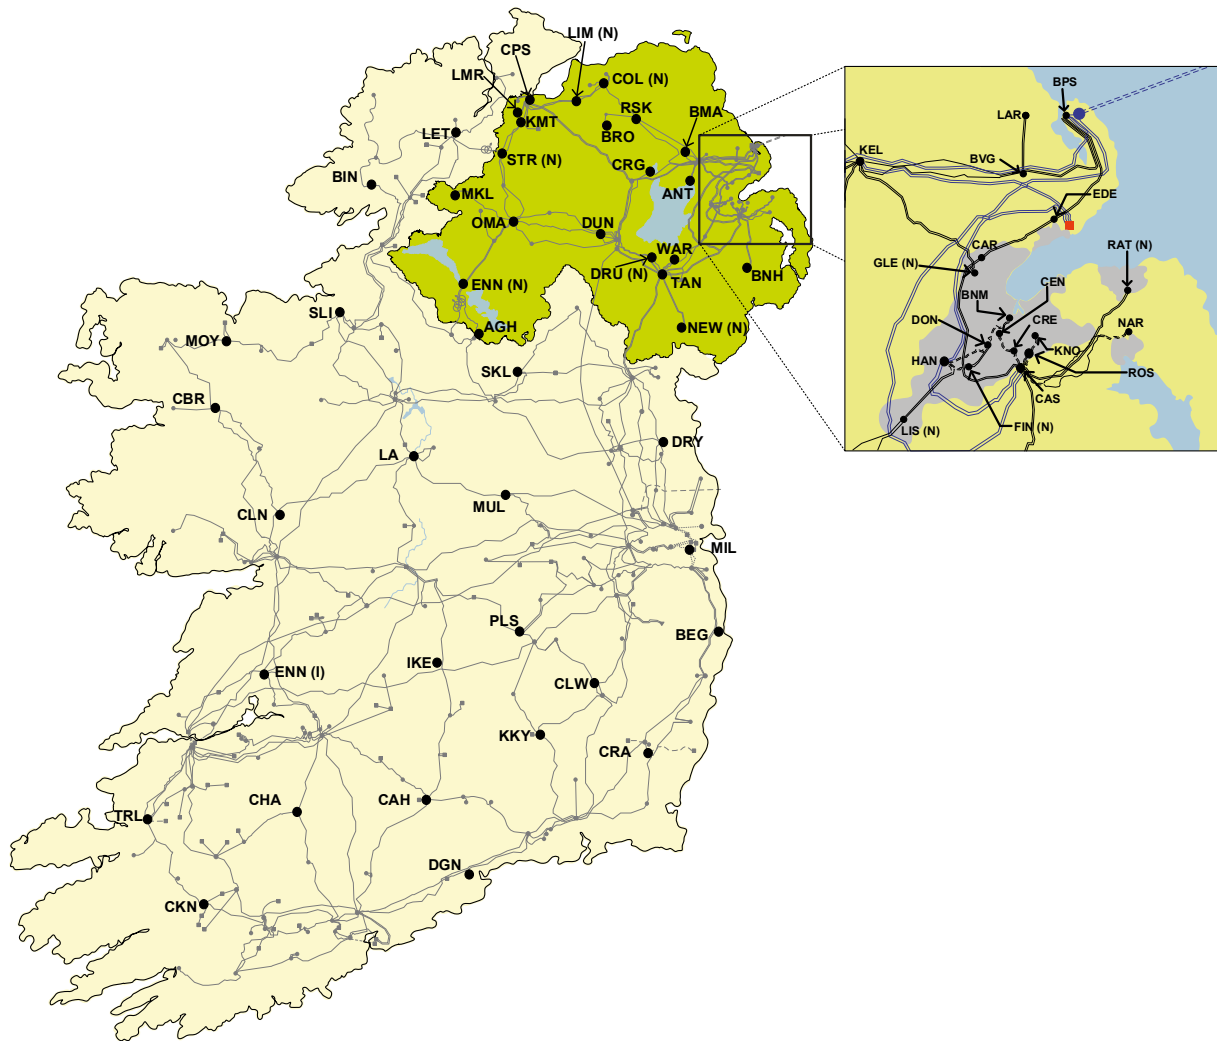 LIM (N)
CPS
LMR
COL (N)
RSK
BMA
KMT
BRO
LET
STR (N)
CRG
BIN
MKL
ANT
OMA
DUN
WAR
DRU (N)
TAN
BNH
ENN (N)
SLI
AGH
NEW (N)
MOY
SKL
CBR
DRY
LA
MUL
CLN
MIL
PLS
BEG
IKE
ENN (I)
CLW
KKY
CRA
CHA
CAH
TRL
DGN
CKN
BPS
LAR
KEL
BVG
EDE
CAR
RAT (N)
GLE (N)
CEN
BNM
CRE
NAR
DON
KNO
HAN
ROS
CAS
LIS (N)
FIN (N)